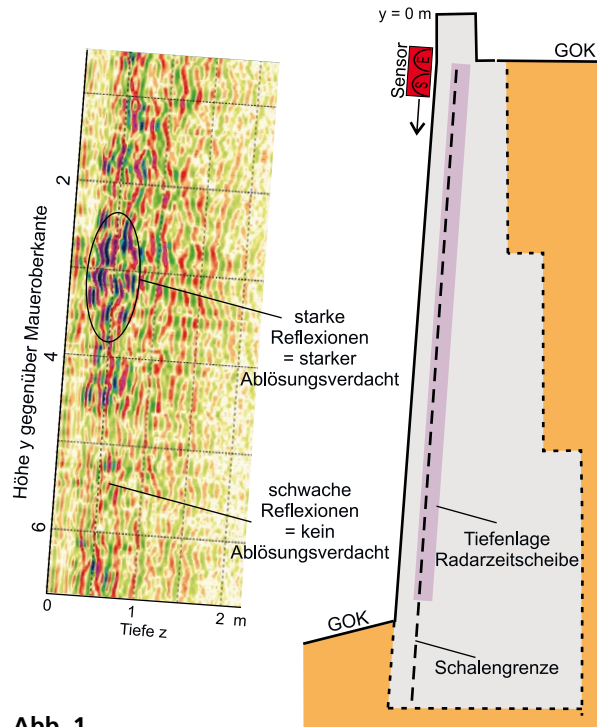 y = 0 m
GOK
Sensor
S E
Höhe y gegenüber Maueroberkante
2
4
6
starke
Reflexionen
= starker
Ablösungsverdacht
schwache
Reflexionen
= kein
Ablösungsverdacht
0
1
2 m
Tiefe z
GOK
Tiefenlage
Radarzeitscheibe
Schalengrenze
Abb. 1